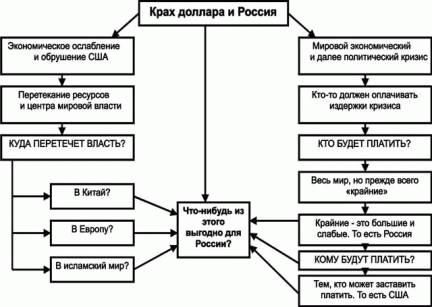 Крах доллара и Россия
Экономическое ослабление
и обрушение США
Перетекание ресурсов
и центра мировой власти
КУДА ПЕРЕТЕЧЕТ ВЛАСТЬ?
В Китай?
В Европу?
В исламский мир?
Что-нибудь из
этого
выгодно для
России?
Мировой экономический
и далее политический кризис
Кто-то должен оплачивать
издержки кризиса
КТО БУДЕТ ПЛАТИТЬ?
Весь мир, но прежде всего
«крайние»
Крайние - это большие и
слабые. То есть Россия
КОМУ БУДУТ ПЛАТИТЬ?
Тем, кто может заставить
платить. То есть США